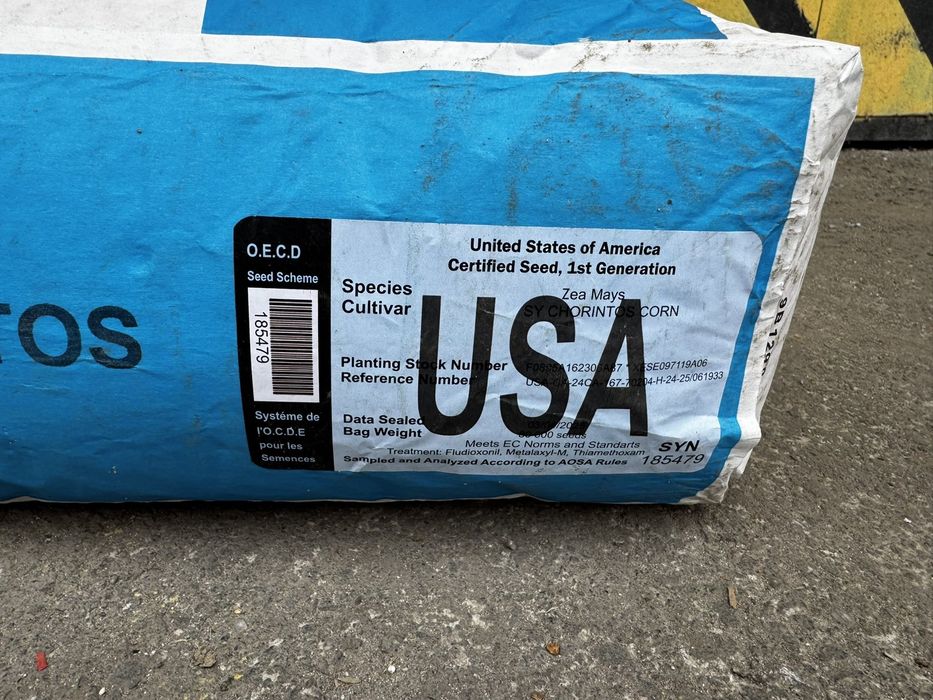 TOS
O.E.C.D
Seed Scheme
185479
Systéme de
l'O.C.D.E
pour les
Semences
United States of America
Certified Seed, 1st Generation
Species Zea Mays
Cultivar SY CHORINTOS CORN
USA
Planting Stock Number
Reference Number
Data Sealed
Bag Weight seeds
Meets EC Norms and Standarts
Treatment: Fludioxonil, Metalaxyl-M, Thiamethoxam
Sampled and Analyzed According to AOSA Rules
SYN
185479